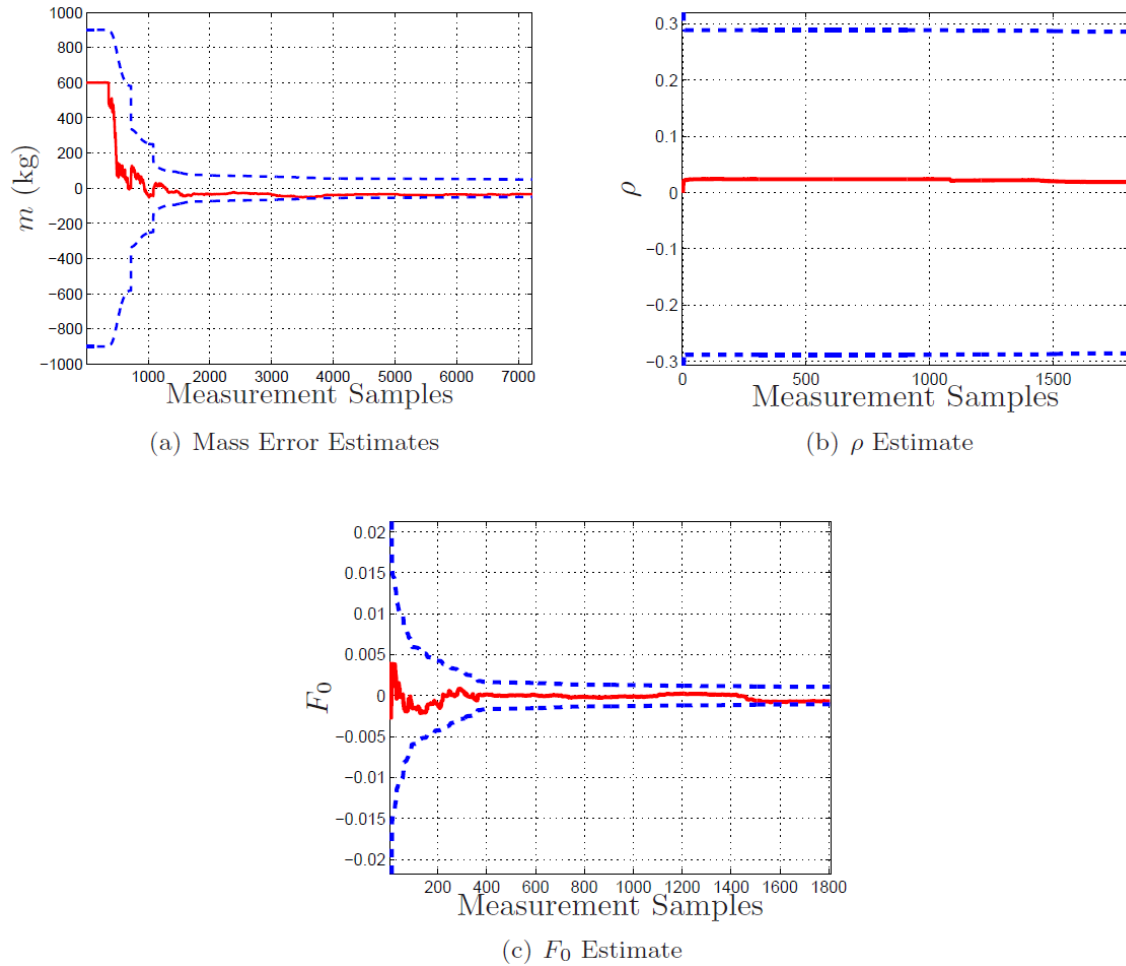 1000
800
600
400
200
0
−200
−400
−600
−800
−1000
m (kg)
1000 2000 3000 4000 5000 6000 7000
Measurement Samples
(a) Mass Error Estimates
0.3
0.2
0.1
0
−0.1
−0.2
−0.3
ρ
0 500 1000 1500
Measurement Samples
(b) ρ Estimate
0.02
0.015
0.01
0.005
0
−0.005
−0.01
−0.015
−0.02
F₀
200 400 600 800 1000 1200 1400 1600 1800
Measurement Samples
(c) F₀ Estimate